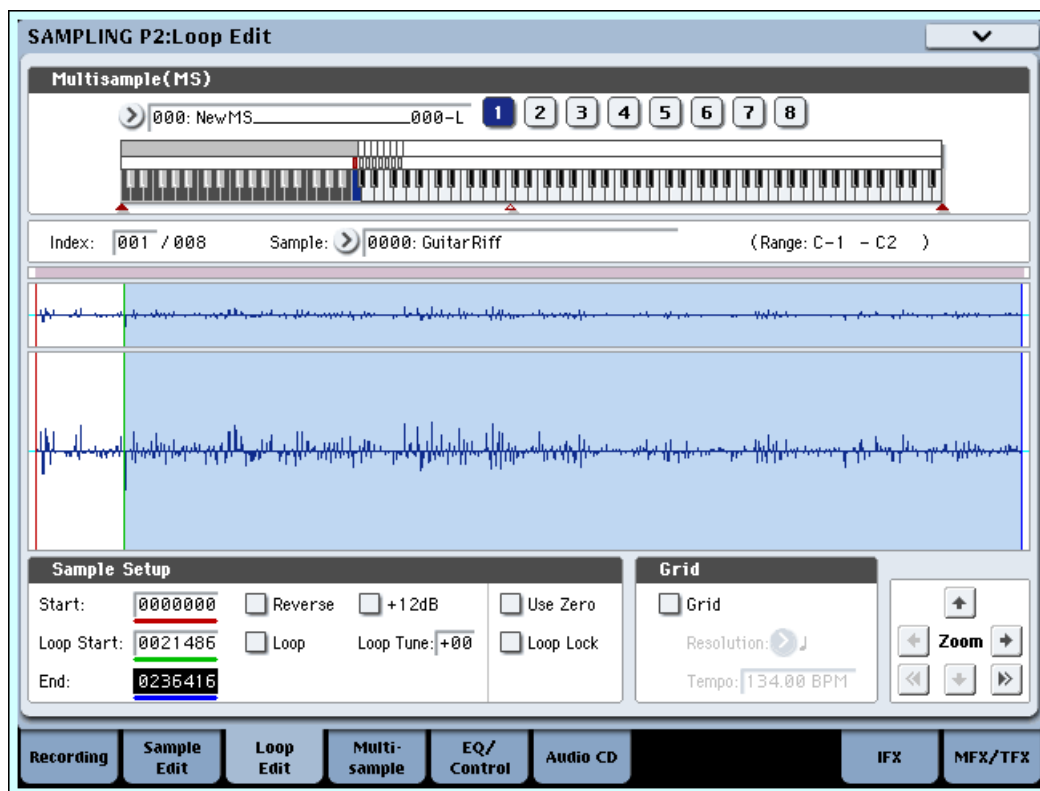 SAMPLING P2:Loop Edit
Multisample(MS)
000: NewMS________________000-L 1 2 3 4 5 6 7 8
Index: 001 /008 Sample: 0000: GuitarRiff (Range: C-1 - C2 )
Sample Setup
Start: 0000000 Reverse +12dB Use Zero
Loop Start: 0021486 Loop Loop Tune: +00 Loop Lock
End: 0236416
Grid
Grid
Resolution:
Tempo: 134.00 BPM
Zoom
Recording
Sample
Edit
Loop
Edit
Multi-
sample
EQ/
Control
Audio CD
IFX
MFX/TFX